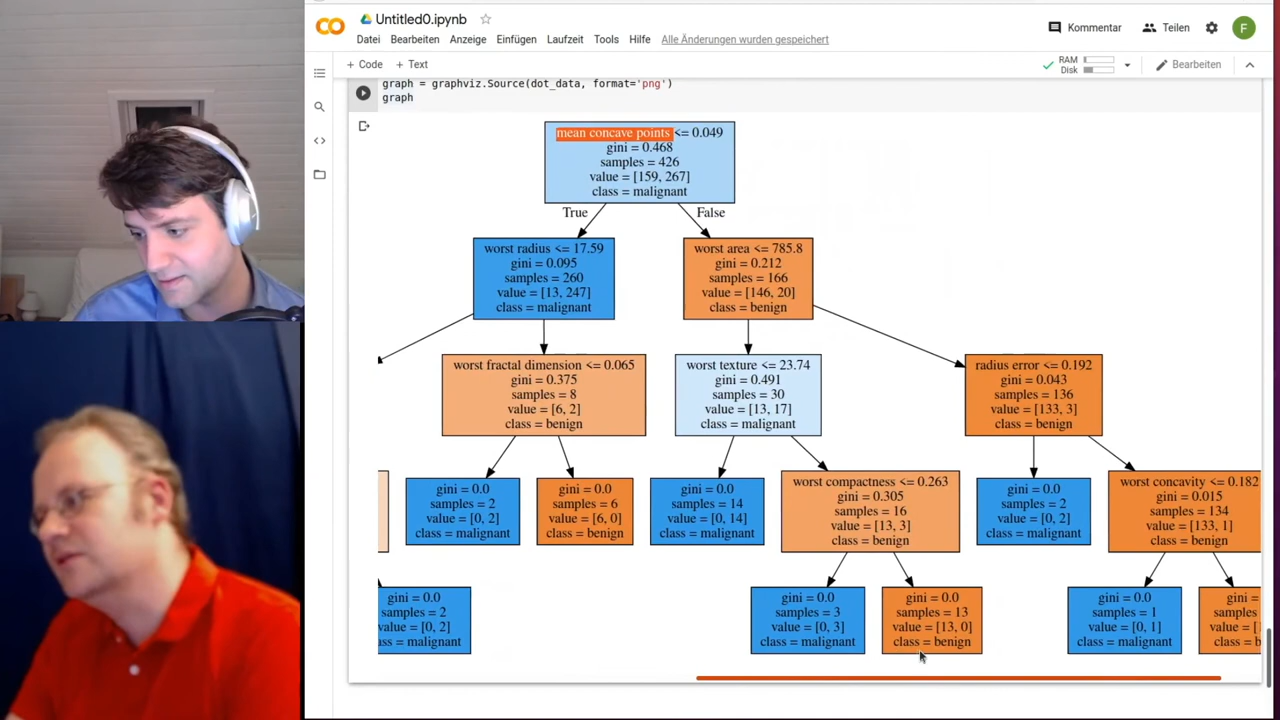 Untitled0.ipynb
Datei Bearbeiten Anzeige Einfügen Laufzeit Tools Hilfe Alle Änderungen wurden gespeichert
Kommentar Teilen F
+ Code + Text
RAM
Disk
Bearbeiten
graph = graphviz.Source(dot_data, format='png')
graph
mean concave points <= 0.049
gini = 0.468
samples = 426
value = [159, 267]
class = malignant
True False
worst radius <= 17.59
gini = 0.095
samples = 260
value = [13, 247]
class = malignant
worst area <= 785.8
gini = 0.212
samples = 166
value = [146, 20]
class = benign
worst fractal dimension <= 0.065
gini = 0.375
samples = 8
value = [6, 2]
class = benign
worst texture <= 23.74
gini = 0.491
samples = 30
value = [13, 17]
class = malignant
radius error <= 0.192
gini = 0.043
samples = 136
value = [133, 3]
class = benign
gini = 0.0
samples = 2
value = [0, 2]
class = malignant
gini = 0.0
samples = 6
value = [6, 0]
class = benign
gini = 0.0
samples = 14
value = [0, 14]
class = malignant
worst compactness <= 0.263
gini = 0.305
samples = 16
value = [13, 3]
class = benign
gini = 0.0
samples = 2
value = [0, 2]
class = malignant
worst concavity <= 0.182
gini = 0.015
samples = 134
value = [133, 1]
class = benign
gini = 0.0
samples = 2
value = [0, 2]
class = malignant
gini = 0.0
samples = 3
value = [0, 3]
class = malignant
gini = 0.0
samples = 13
value = [13, 0]
class = benign
gini = 0.0
samples = 1
value = [0, 1]
class = malignant
gini =
samples
value = [
class = b